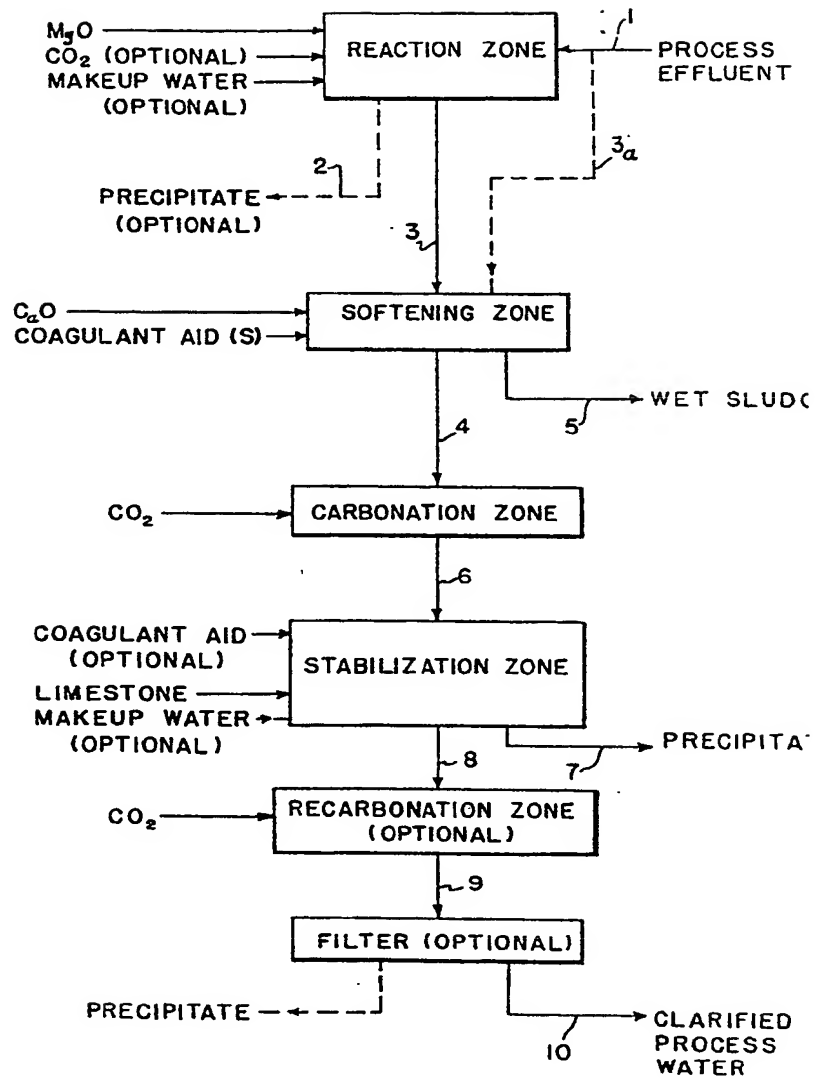 MgO
CO₂ (OPTIONAL)
MAKEUP WATER
(OPTIONAL)
REACTION ZONE
1
PROCESS
EFFLUENT
2
PRECIPITATE
(OPTIONAL)
3a
3
CaO
COAGULANT AID (S)
SOFTENING ZONE
WET SLUD
5
4
CO₂
CARBONATION ZONE
6
COAGULANT AID
(OPTIONAL)
LIMESTONE
MAKEUP WATER
(OPTIONAL)
STABILIZATION ZONE
PRECIPITA
7
8
CO₂
RECARBONATION ZONE
(OPTIONAL)
9
FILTER (OPTIONAL)
PRECIPITATE
10
CLARIFIED
PROCESS
WATER